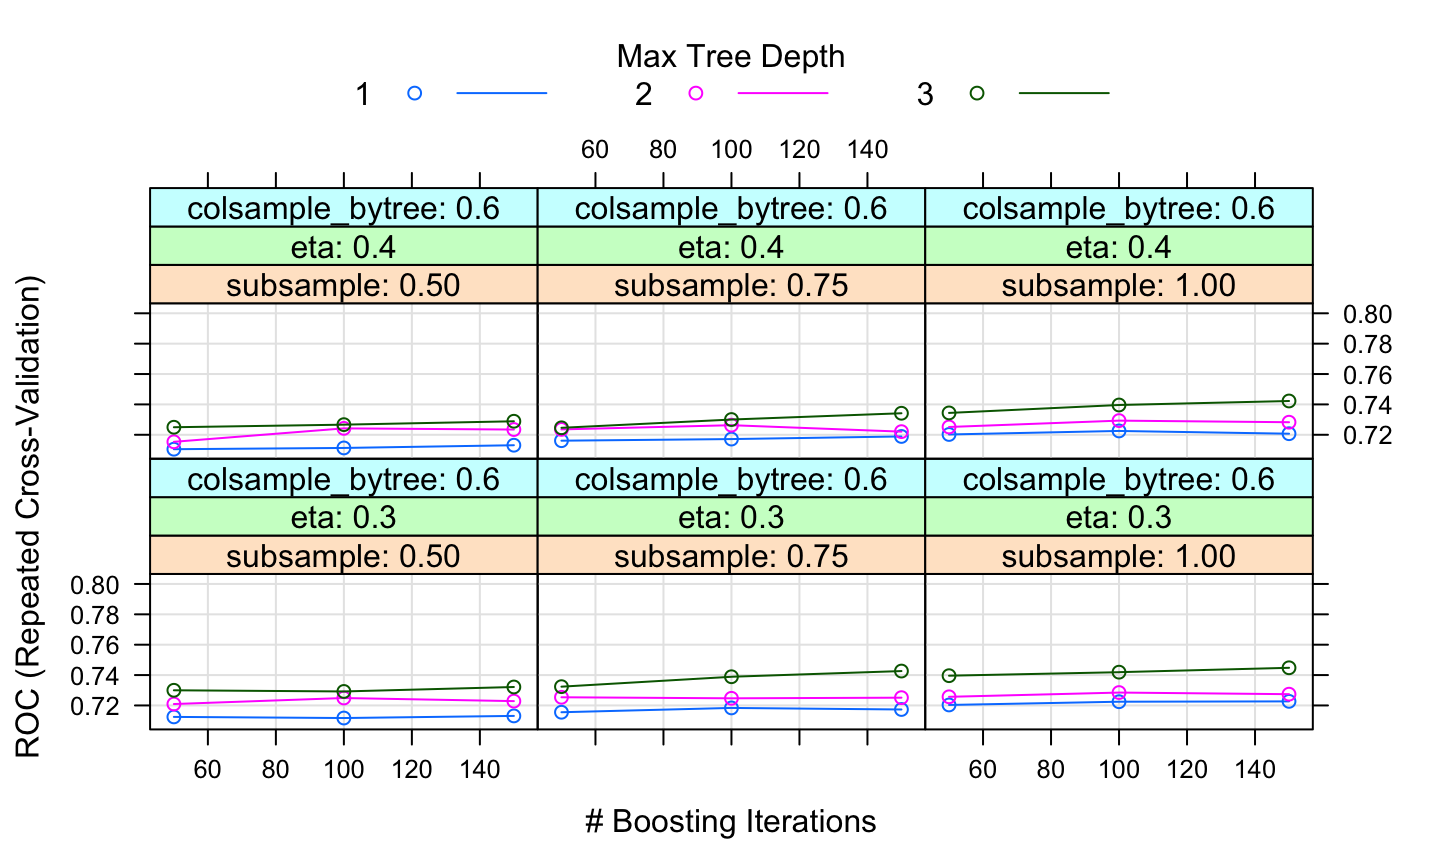 Max Tree Depth
1 2 3
60 80 100 120 140
colsample_bytree: 0.6 colsample_bytree: 0.6 colsample_bytree: 0.6
eta: 0.4 eta: 0.4 eta: 0.4
subsample: 0.50 subsample: 0.75 subsample: 1.00
0.80
0.78
0.76
0.74
0.72
colsample_bytree: 0.6 colsample_bytree: 0.6 colsample_bytree: 0.6
eta: 0.3 eta: 0.3 eta: 0.3
subsample: 0.50 subsample: 0.75 subsample: 1.00
0.80
0.78
0.76
0.74
0.72
60 80 100 120 140 60 80 100 120 140
# Boosting Iterations
ROC (Repeated Cross-Validation)